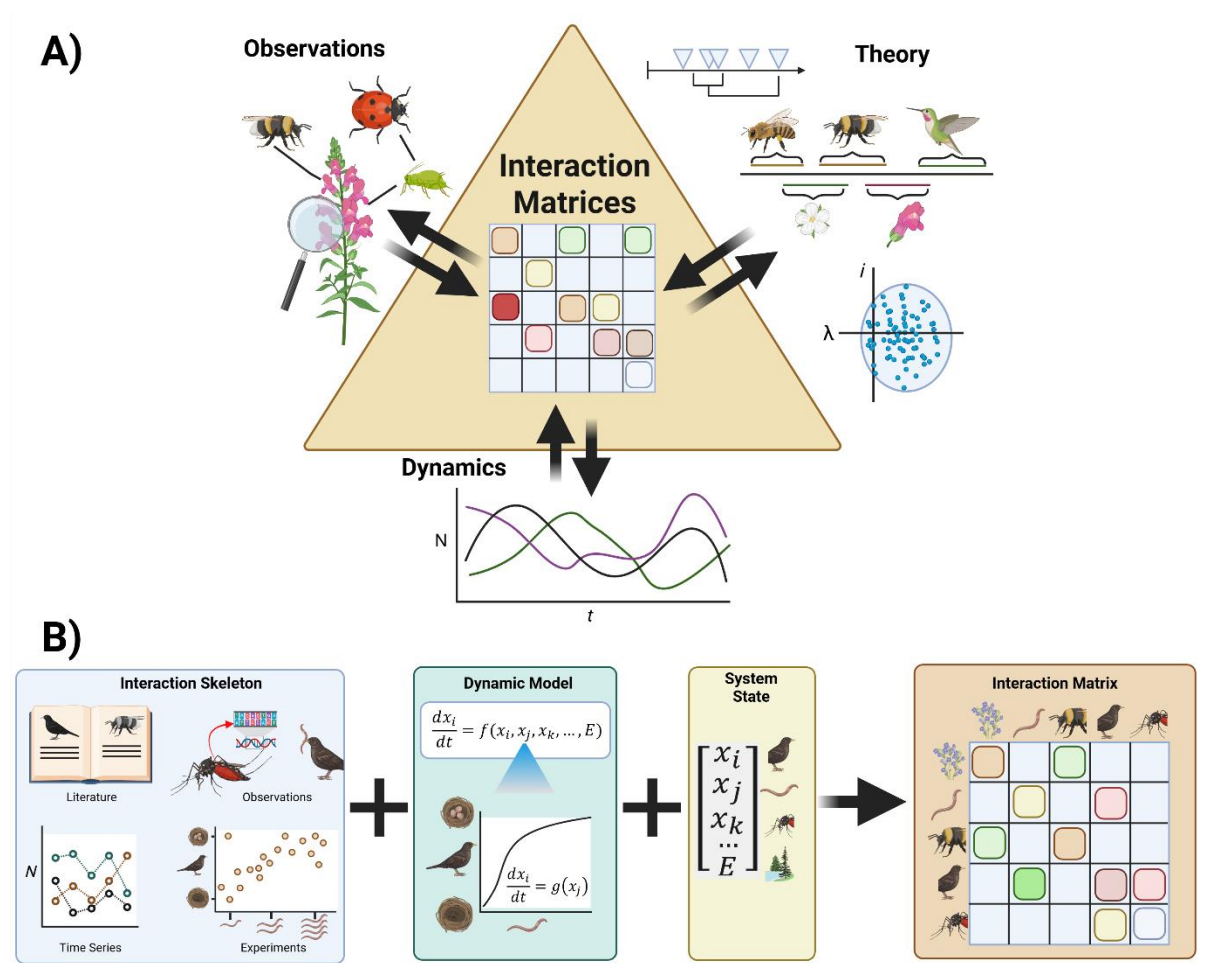 A)
Observations
Theory
Interaction
Matrices
i
λ
Dynamics
N
t
B)
Interaction Skeleton
Literature
Observations
N
Time Series
Experiments
Dynamic Model
dx_i/dt = f(x_i, x_j, x_k, …, E)
dx_i/dt = g(x_j)
System
State
x_i
x_j
x_k
...
E
Interaction Matrix